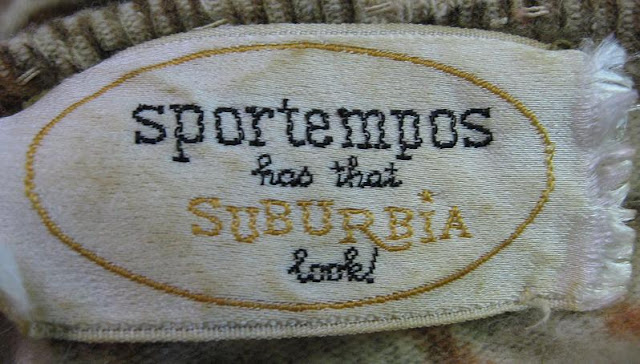 sportempos
has that
SUBURBiA
look!